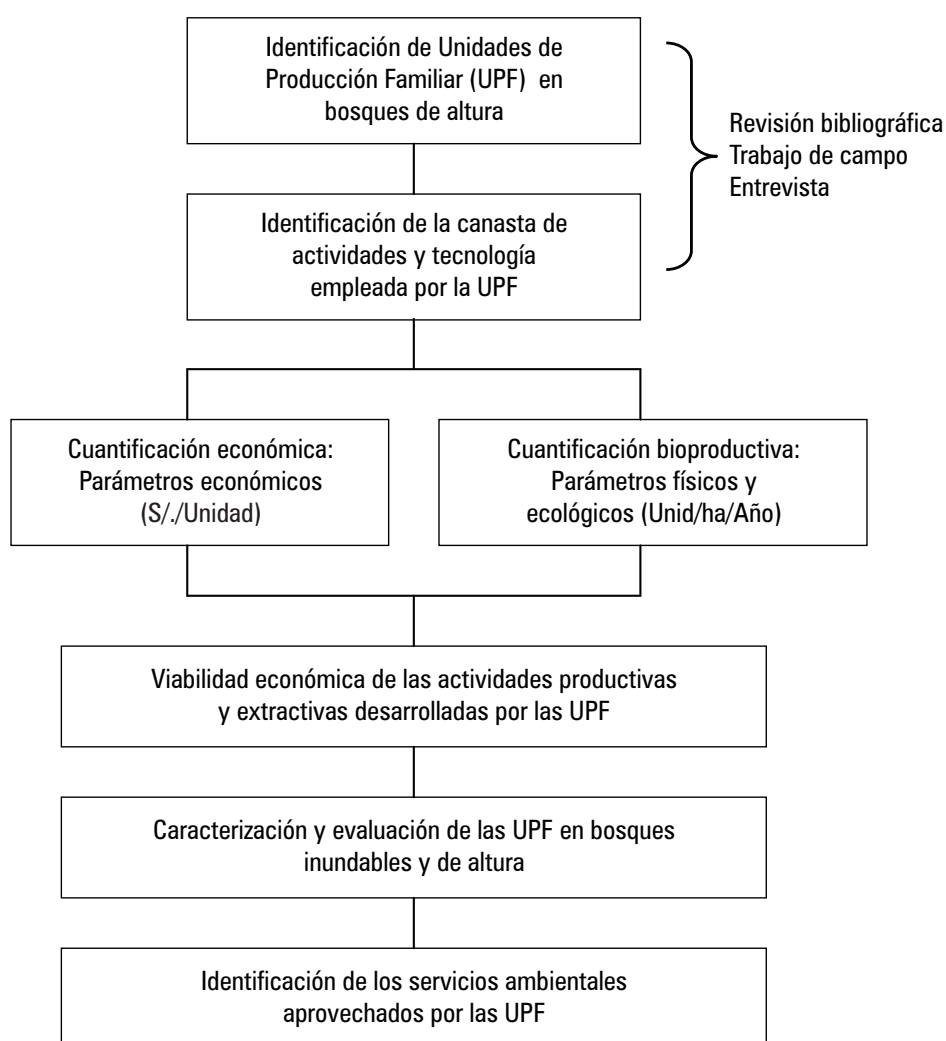 Identificación de Unidades de
Producción Familiar (UPF) en
bosques de altura
Revisión bibliográfica
Trabajo de campo
Entrevista
Identificación de la canasta de
actividades y tecnología
empleada por la UPF
Cuantificación económica:
Parámetros económicos
(S/./Unidad)
Cuantificación bioproductiva:
Parámetros físicos y
ecológicos (Unid/ha/Año)
Viabilidad económica de las actividades productivas
y extractivas desarrolladas por las UPF
Caracterización y evaluación de las UPF en bosques
inundables y de altura
Identificación de los servicios ambientales
aprovechados por las UPF